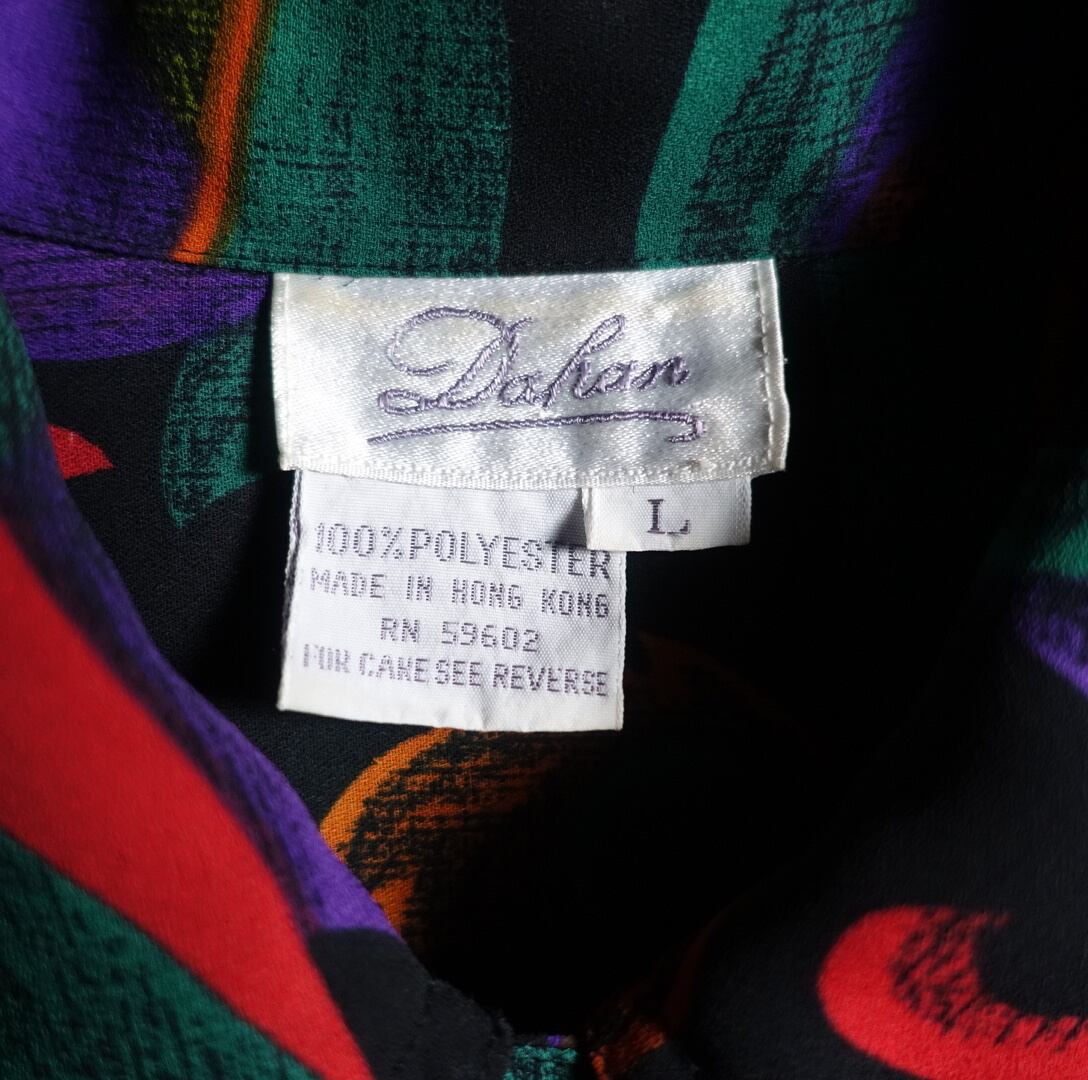 Dahan
L
100% POLYESTER
MADE IN HONG KONG
RN 59602
FOR CARE SEE REVERSE